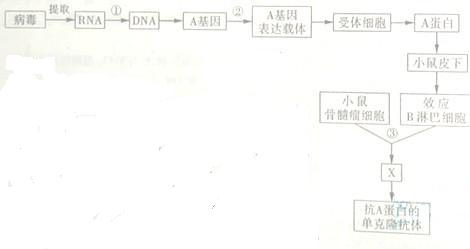 病毒 提取 RNA ① DNA A基因 ② A基因
表达载体 受体细胞 A蛋白
小鼠皮下
小鼠
骨髓瘤细胞
效应
B淋巴细胞
③
X
抗A蛋白的
单克隆抗体